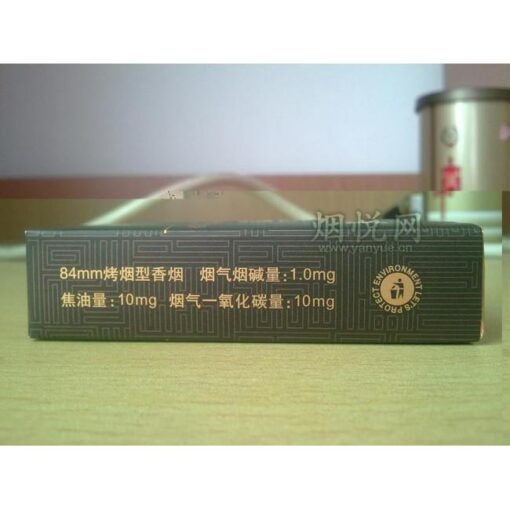 烟悦网
www.yanyue.cn
84mm烤烟型香烟 烟气烟碱量:1.0mg
焦油量:10mg 烟气一氧化碳量:10mg
PROTECT ENVIRONMENT LET'S